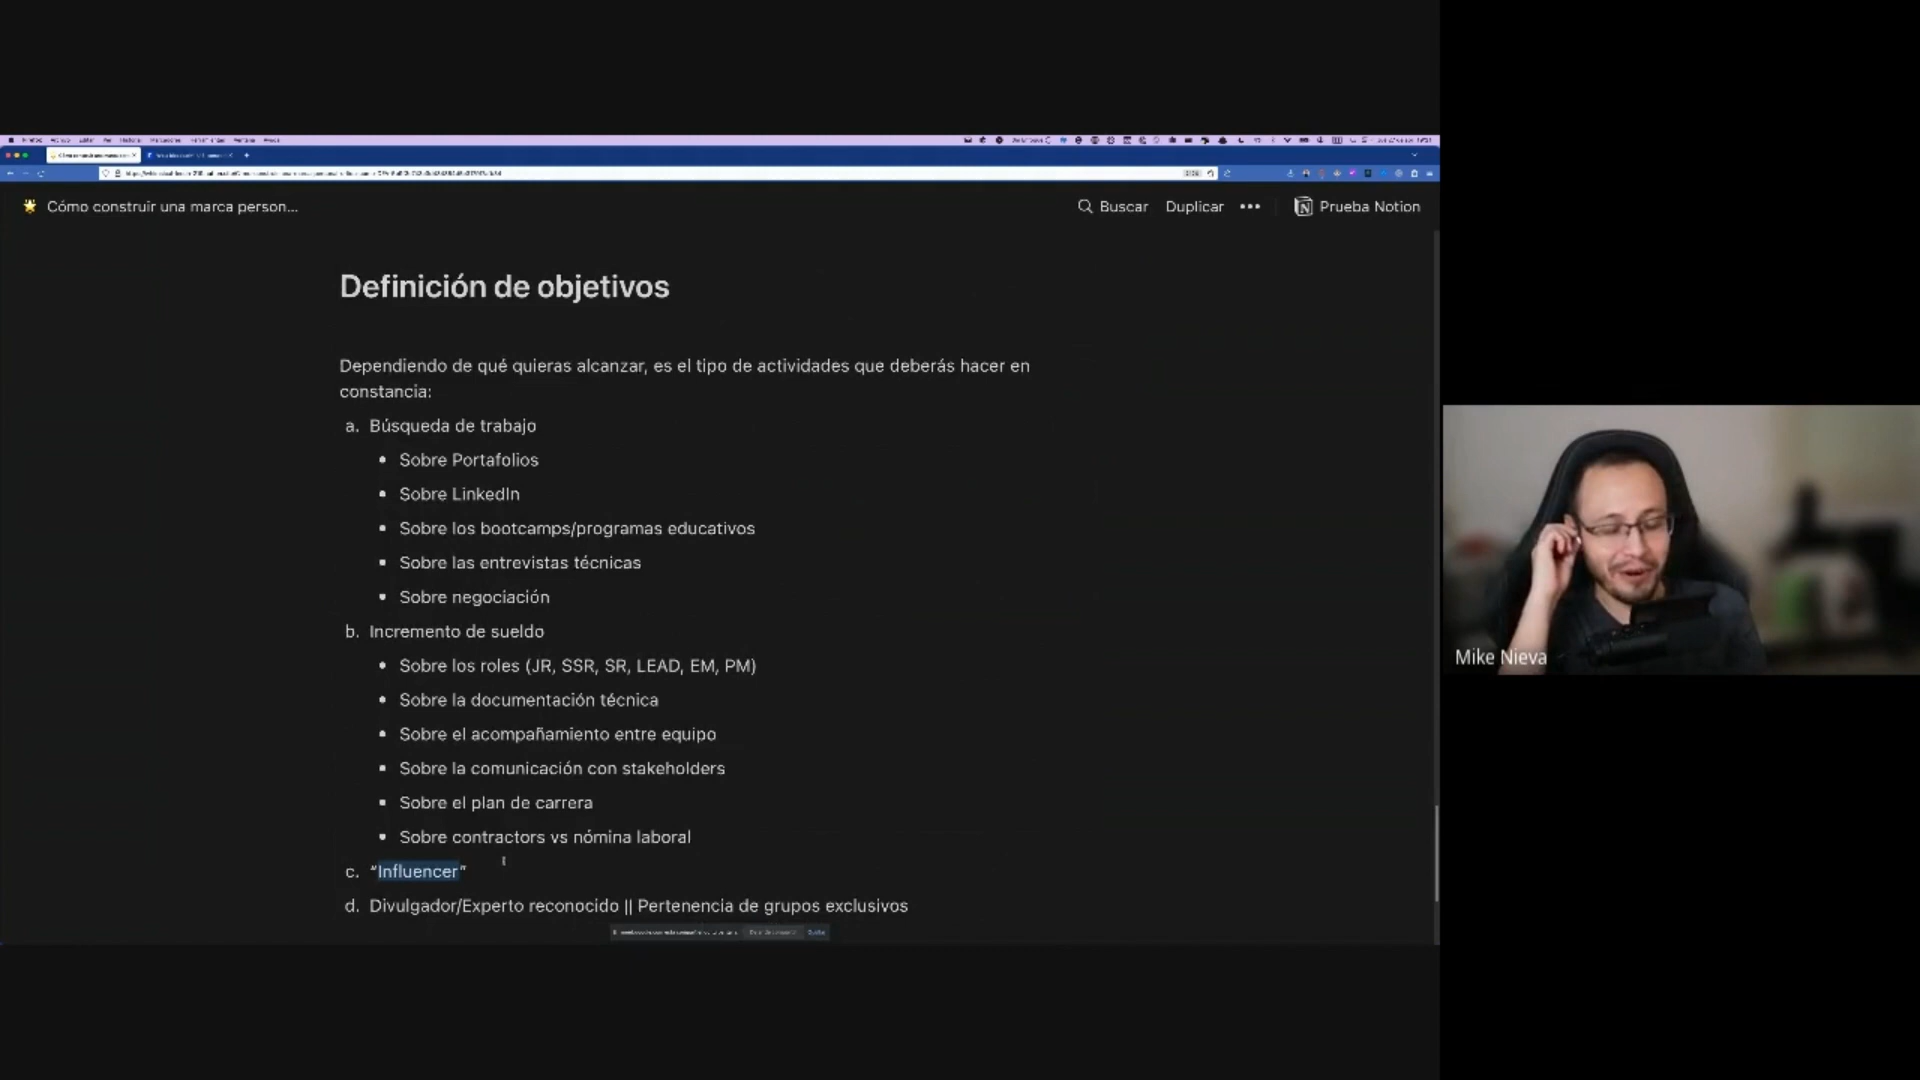 Cómo construir una marca person...
Buscar Duplicar ••• Prueba Notion
Definición de objetivos
Dependiendo de qué quieras alcanzar, es el tipo de actividades que deberás hacer en
constancia:
a. Búsqueda de trabajo
• Sobre Portafolios
• Sobre LinkedIn
• Sobre los bootcamps/programas educativos
• Sobre las entrevistas técnicas
• Sobre negociación
b. Incremento de sueldo
• Sobre los roles (JR, SSR, SR, LEAD, EM, PM)
• Sobre la documentación técnica
• Sobre el acompañamiento entre equipo
• Sobre la comunicación con stakeholders
• Sobre el plan de carrera
• Sobre contractors vs nómina laboral
c. “Influencer”
d. Divulgador/Experto reconocido || Pertenencia de grupos exclusivos
Mike Nieva